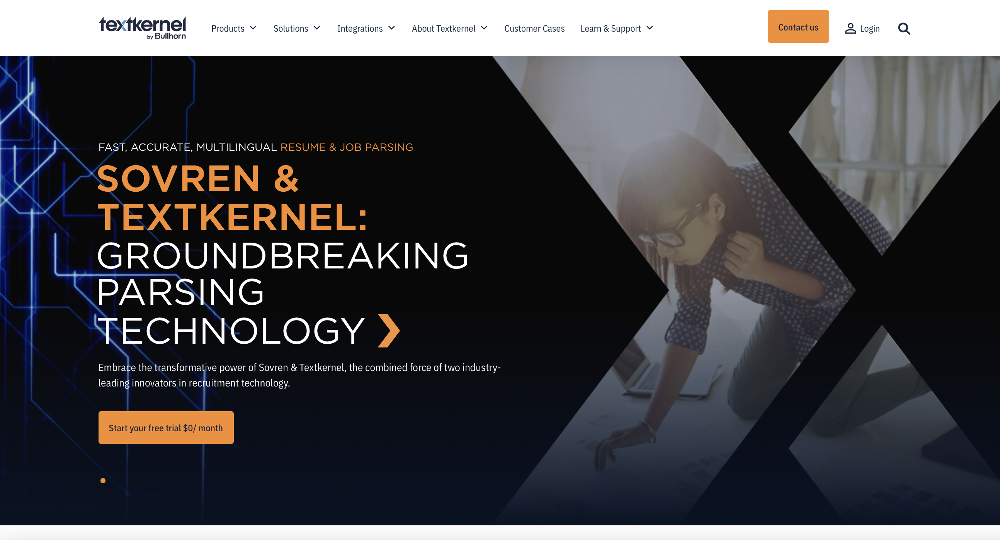 textkernel
by Bullhorn
Products
Solutions
Integrations
About Textkernel
Customer Cases
Learn & Support
Contact us
Login
FAST, ACCURATE, MULTILINGUAL RESUME & JOB PARSING
SOVREN &
TEXTKERNEL:
GROUNDBREAKING
PARSING
TECHNOLOGY
Embrace the transformative power of Sovren & Textkernel, the combined force of two industry-
leading innovators in recruitment technology.
Start your free trial $0/ month